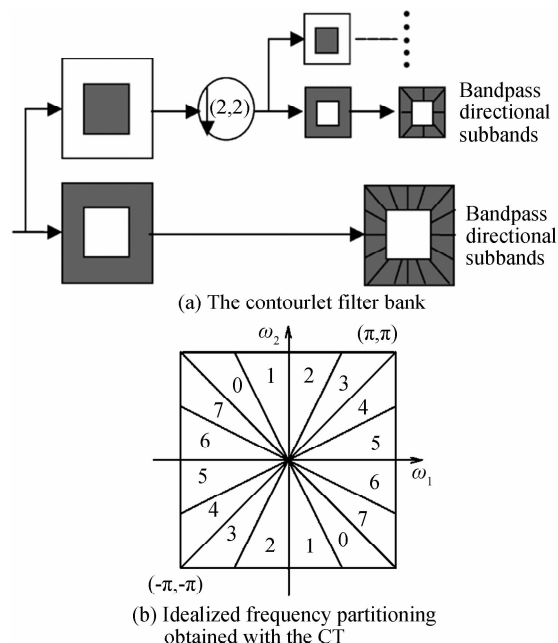 (2,2)
Bandpass
directional
subbands
Bandpass
directional
subbands
(a) The contourlet filter bank
ω2
(π,π)
0 1 2 3
7 4
6 5
ω1
5 6
4 7
3 2 1 0
(-π,-π)
(b) Idealized frequency partitioning
obtained with the CT